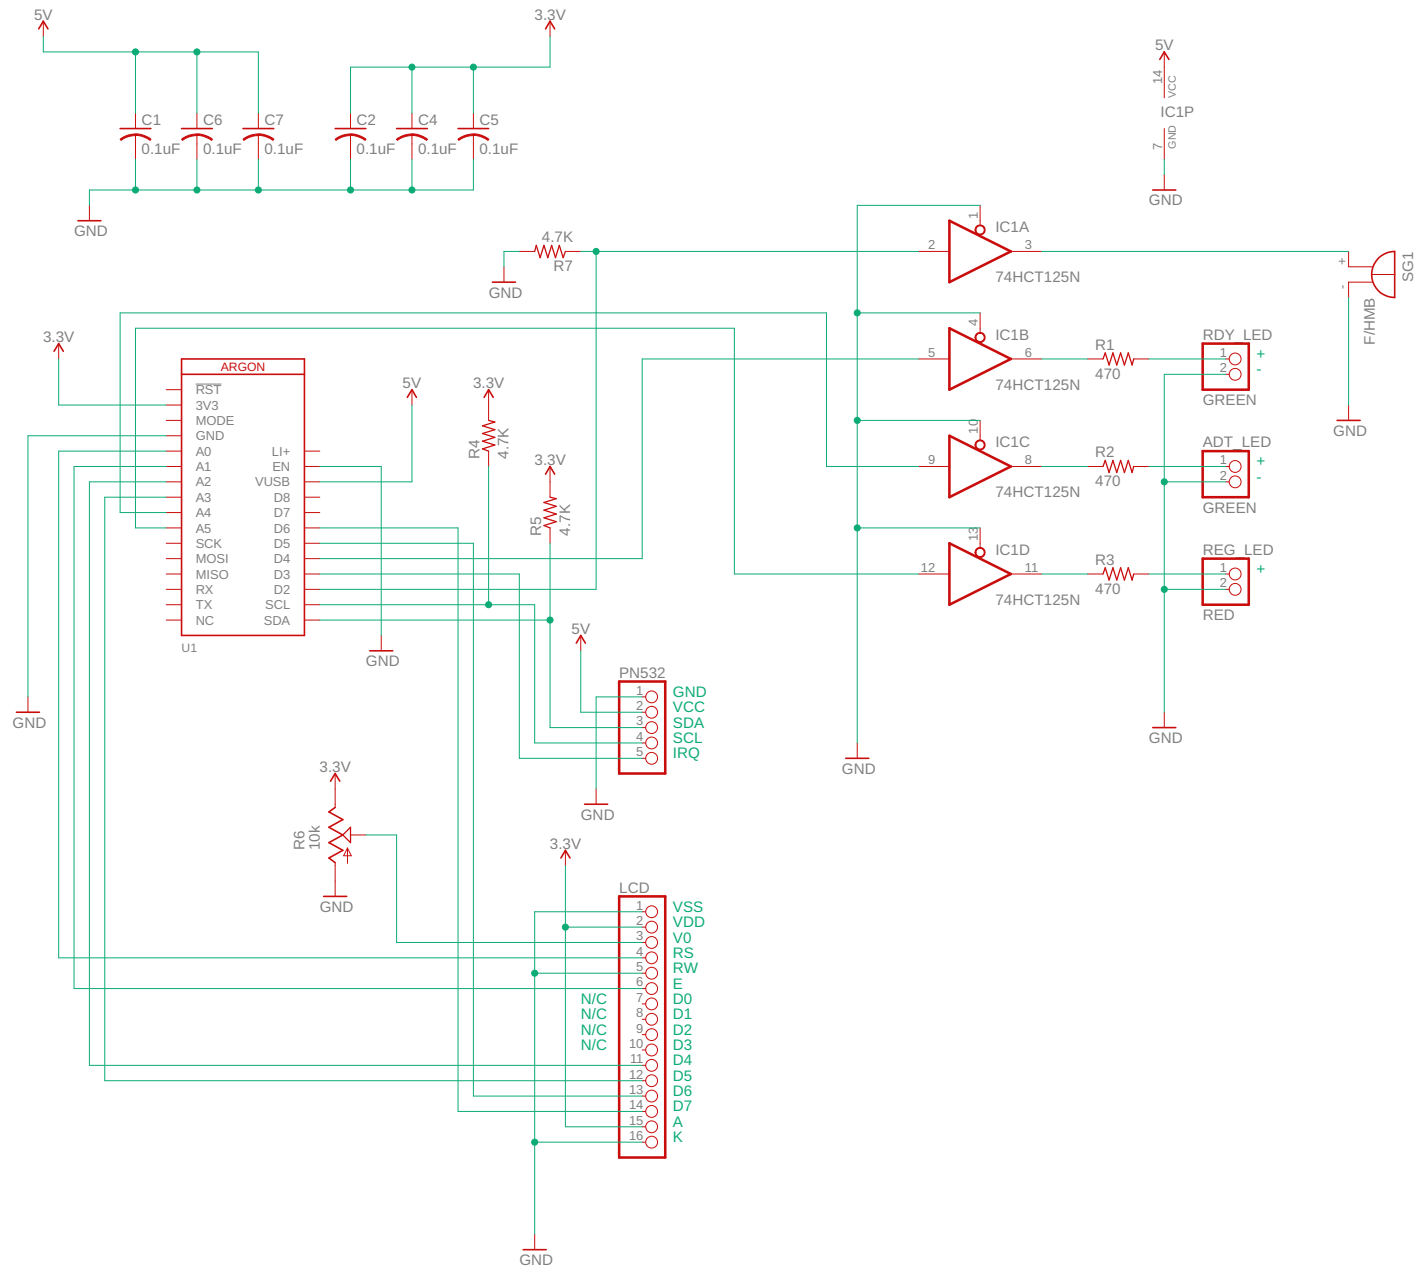 5V
3.3V
C1
0.1uF
C6
0.1uF
C7
0.1uF
C2
0.1uF
C4
0.1uF
C5
0.1uF
GND
5V
14
VCC
IC1P
7
GND
GND
4.7K
R7
GND
1
2
3
IC1A
74HCT125N
+
-
SG1
F/HMB
GND
4
5
6
IC1B
74HCT125N
R1
470
RDY_LED
1
2
+
-
GREEN
10
9
8
IC1C
74HCT125N
R2
470
ADT_LED
1
2
+
-
GREEN
13
12
11
IC1D
74HCT125N
R3
470
REG_LED
1
2
+
RED
GND
GND
3.3V
ARGON
RST
3V3
MODE
GND
A0
A1
A2
A3
A4
A5
SCK
MOSI
MISO
RX
TX
NC
LI+
EN
VUSB
D8
D7
D6
D5
D4
D3
D2
SCL
SDA
U1
GND
5V
GND
3.3V
R4
4.7K
3.3V
R5
4.7K
5V
PN532
1 GND
2 VCC
3 SDA
4 SCL
5 IRQ
GND
3.3V
R6
10k
GND
3.3V
LCD
1 VSS
2 VDD
3 V0
4 RS
5 RW
6 E
N/C 7 D0
N/C 8 D1
N/C 9 D2
N/C 10 D3
11 D4
12 D5
13 D6
14 D7
15 A
16 K
GND